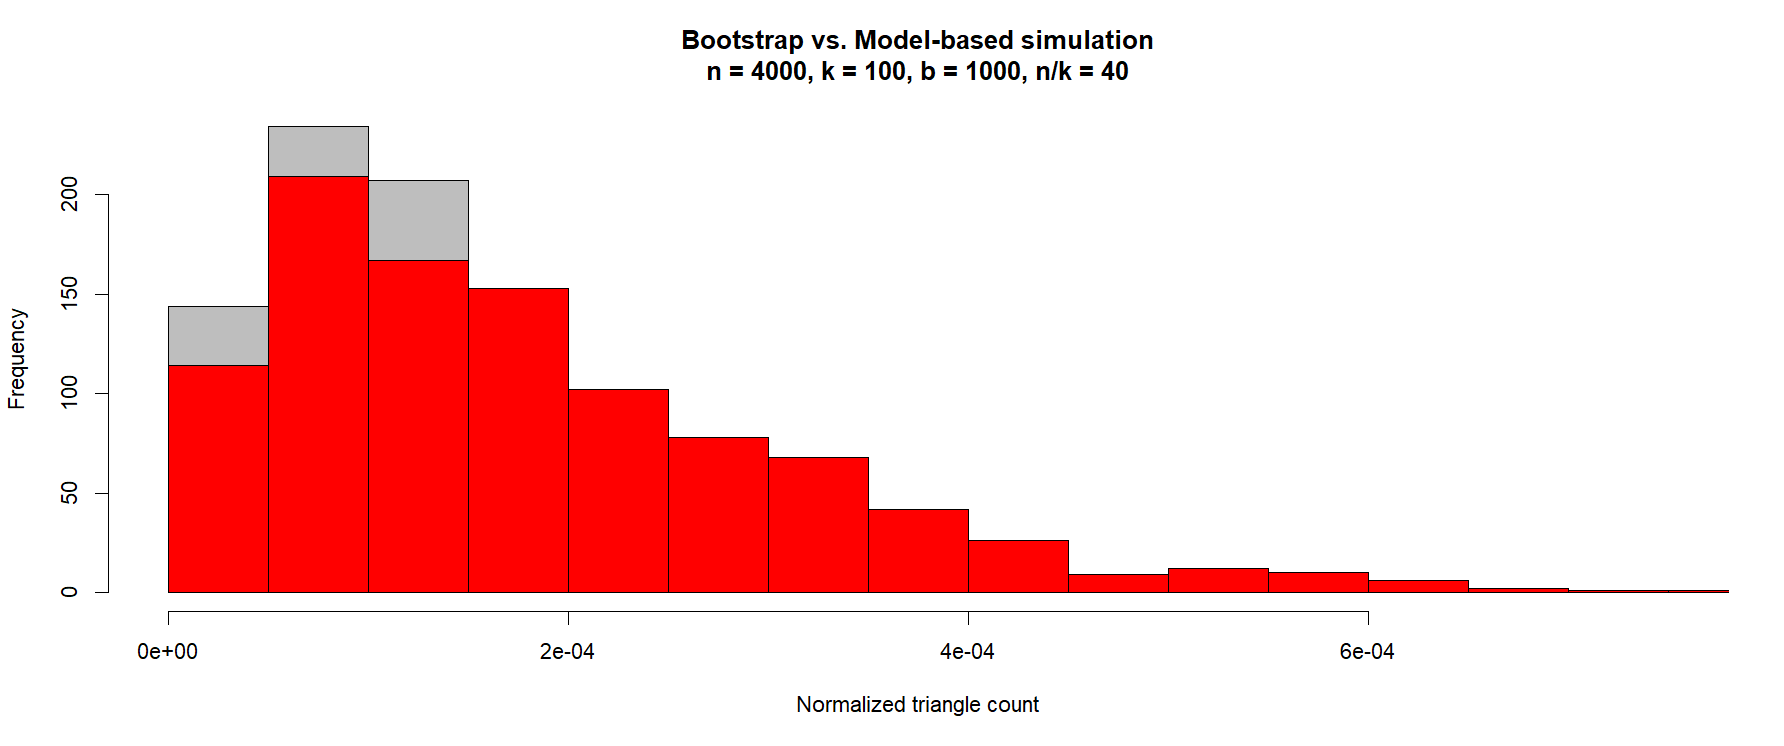 Bootstrap vs. Model-based simulation
n = 4000, k = 100, b = 1000, n/k = 40
Frequency
200
150
100
50
0
0e+00 2e-04 4e-04 6e-04
Normalized triangle count